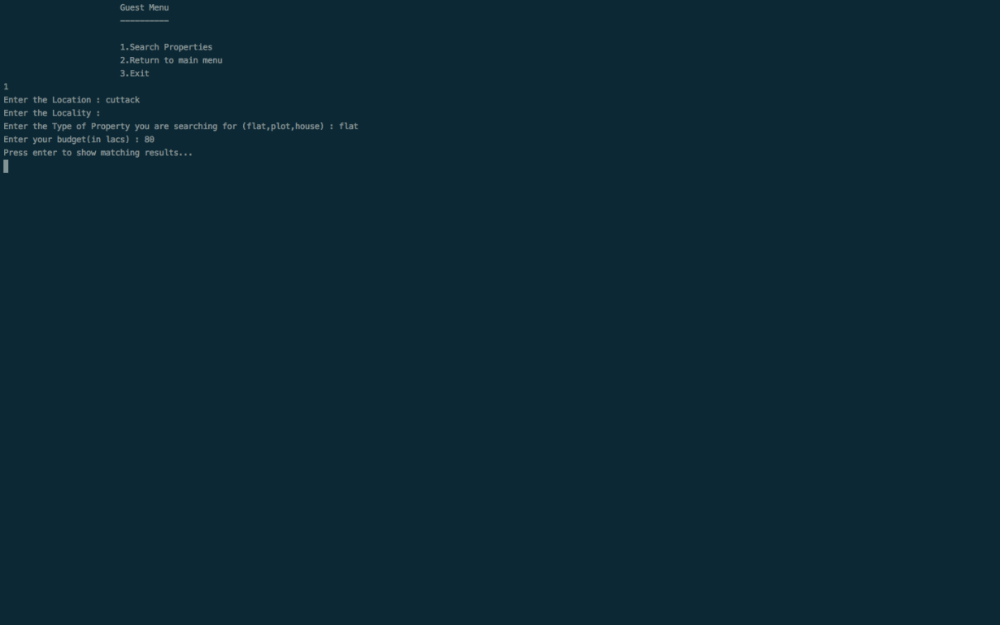 Guest Menu
----------
1.Search Properties
2.Return to main menu
3.Exit
1
Enter the Location : cuttack
Enter the Locality :
Enter the Type of Property you are searching for (flat,plot,house) : flat
Enter your budget(in lacs) : 80
Press enter to show matching results...